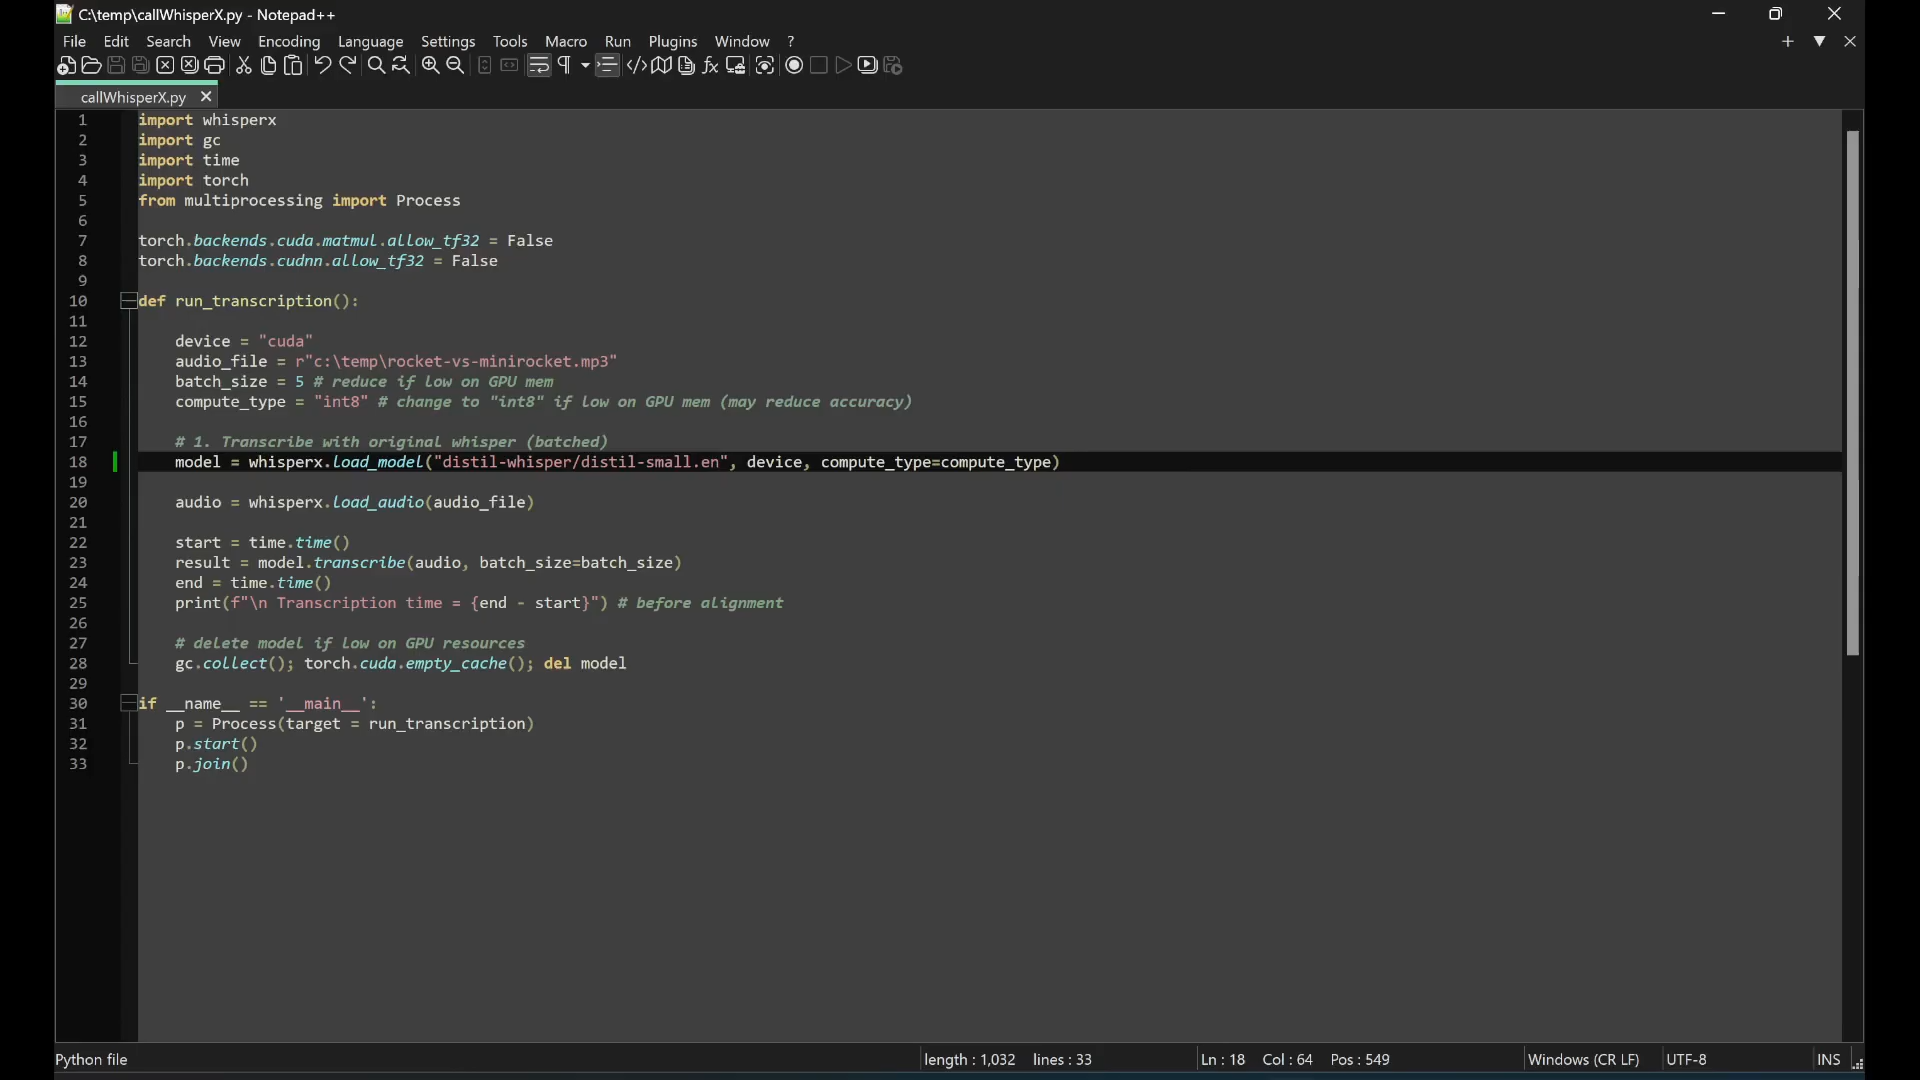 C:\temp\callWhisperX.py - Notepad++
File Edit Search View Encoding Language Settings Tools Macro Run Plugins Window ?
callWhisperX.py
1 import whisperx
2 import gc
3 import time
4 import torch
5 from multiprocessing import Process
6
7 torch.backends.cuda.matmul.allow_tf32 = False
8 torch.backends.cudnn.allow_tf32 = False
9
10 def run_transcription():
11
12     device = "cuda"
13     audio_file = r"c:\temp\rocket-vs-minirocket.mp3"
14     batch_size = 5 # reduce if low on GPU mem
15     compute_type = "int8" # change to "int8" if low on GPU mem (may reduce accuracy)
16
17     # 1. Transcribe with original whisper (batched)
18     model = whisperx.load_model("distil-whisper/distil-small.en", device, compute_type=compute_type)
19
20     audio = whisperx.load_audio(audio_file)
21
22     start = time.time()
23     result = model.transcribe(audio, batch_size=batch_size)
24     end = time.time()
25     print(f"\n Transcription time = {end - start}") # before alignment
26
27     # delete model if low on GPU resources
28     gc.collect(); torch.cuda.empty_cache(); del model
29
30 if __name__ == '__main__':
31     p = Process(target = run_transcription)
32     p.start()
33     p.join()
Python file length : 1,032 lines : 33 Ln : 18 Col : 64 Pos : 549 Windows (CR LF) UTF-8 INS